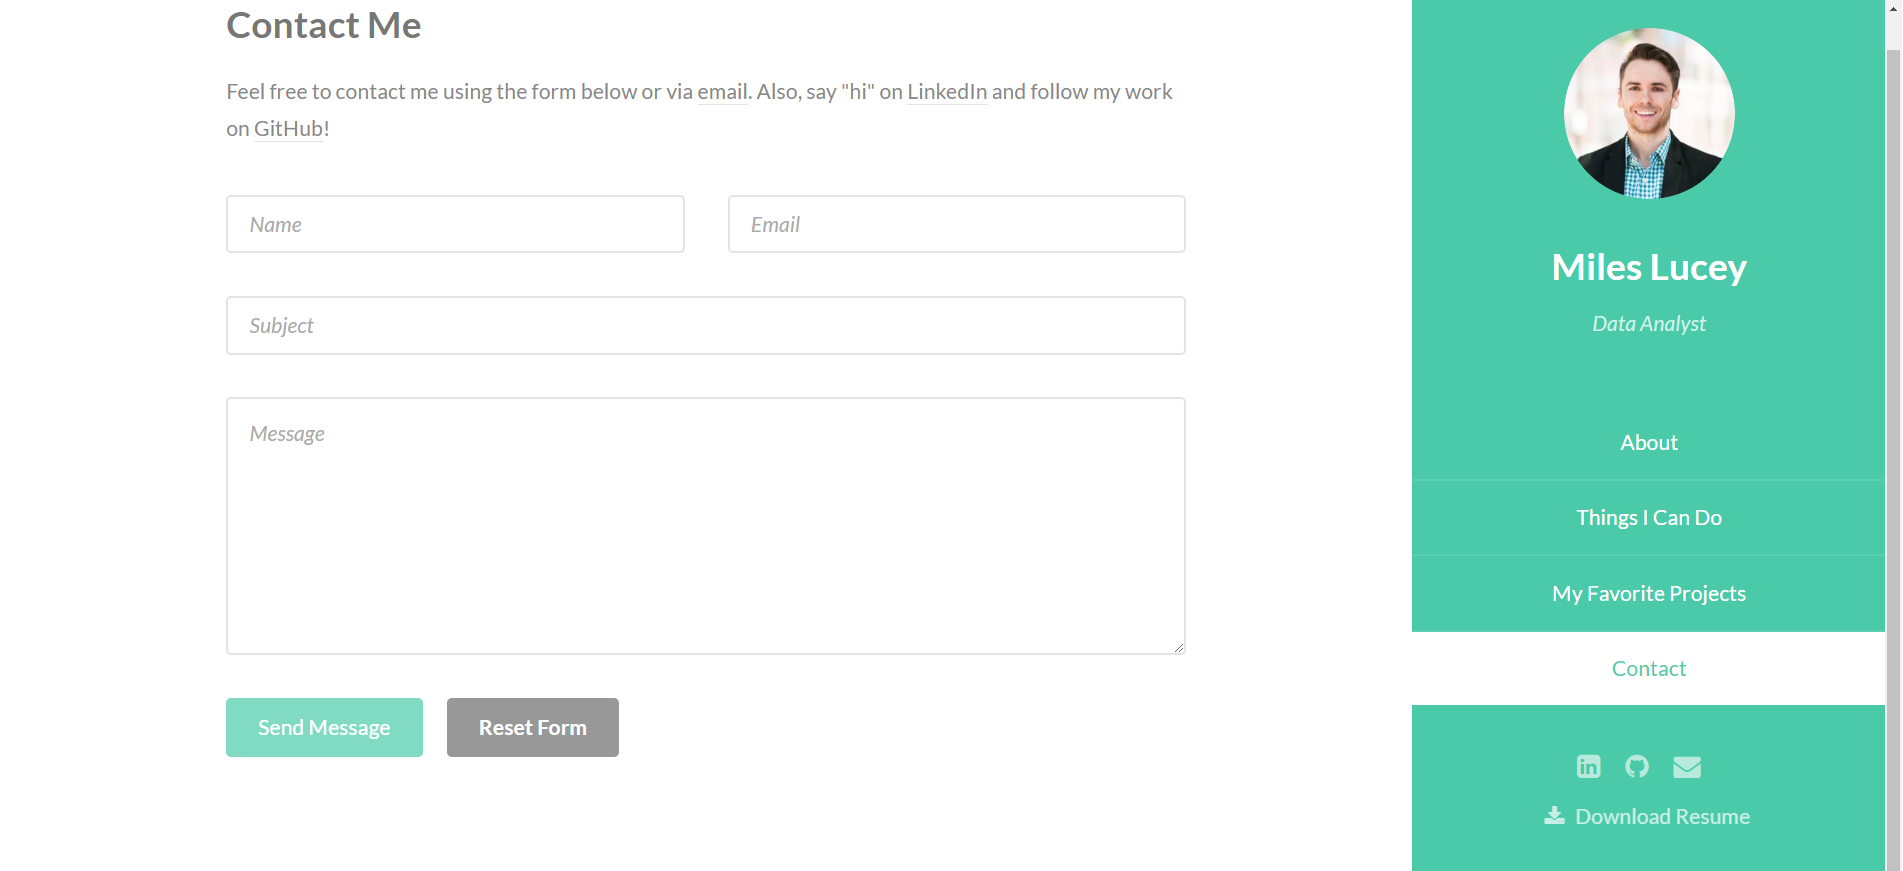 Contact Me
Feel free to contact me using the form below or via email. Also, say "hi" on LinkedIn and follow my work
on GitHub!
Name
Email
Subject
Message
Send Message
Reset Form
Miles Lucey
Data Analyst
About
Things I Can Do
My Favorite Projects
Contact
in
Download Resume